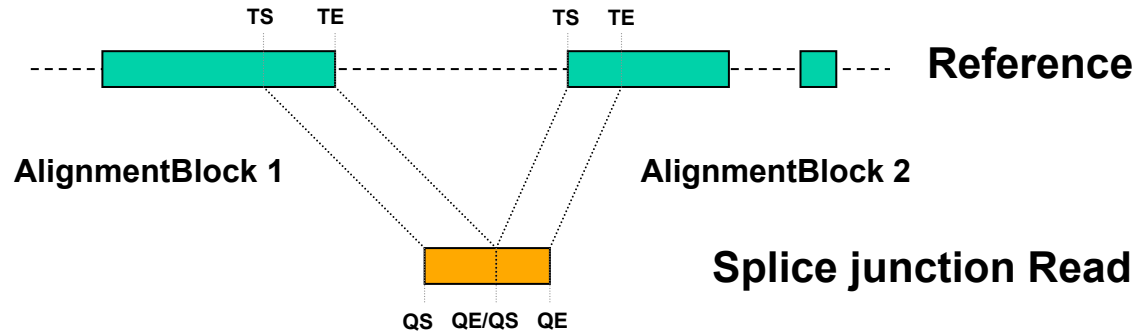 TS TE TS TE
Reference
AlignmentBlock 1 AlignmentBlock 2
Splice junction Read
QS QE/QS QE